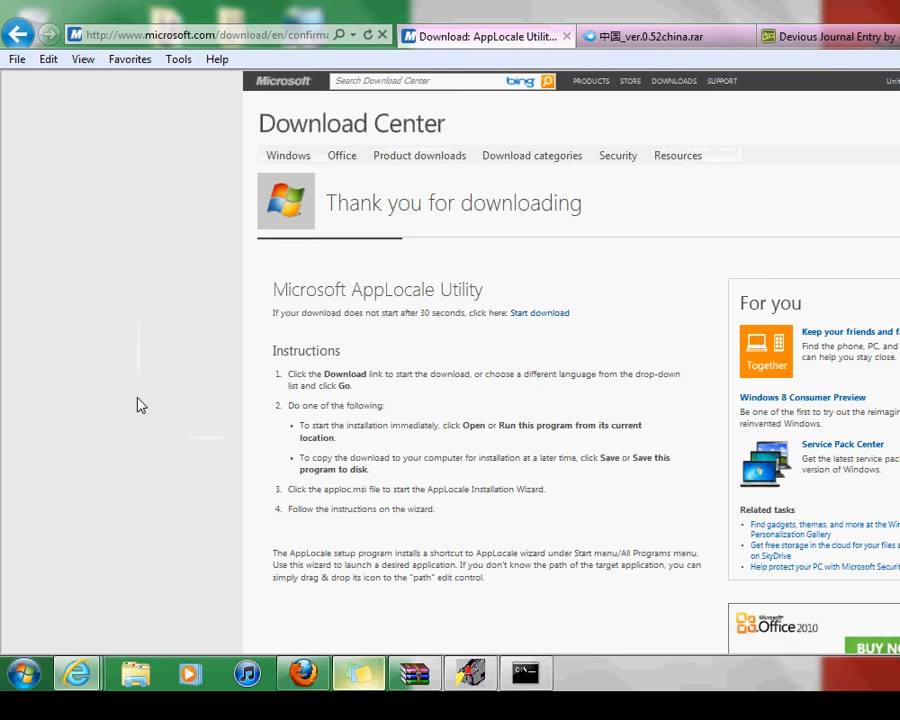 http://www.microsoft.com/download/en/confirma
Download: AppLocale Utilit...
中国_ver.0.52china.rar
Devious Journal Entry by
File Edit View Favorites Tools Help
Microsoft
Search Download Center
bing
PRODUCTS STORE DOWNLOADS SUPPORT
Download Center
Windows Office Product downloads Download categories Security Resources
Thank you for downloading
Microsoft AppLocale Utility
If your download does not start after 30 seconds, click here: Start download
Instructions
1. Click the Download link to start the download, or choose a different language from the drop-down
list and click Go.
2. Do one of the following:
• To start the installation immediately, click Open or Run this program from its current
location.
• To copy the download to your computer for installation at a later time, click Save or Save this
program to disk.
3. Click the apploc.msi file to start the AppLocale Installation Wizard.
4. Follow the instructions on the wizard.
The AppLocale setup program installs a shortcut to AppLocale wizard under Start menu/All Programs menu.
Use this wizard to launch a desired application. If you don't know the path of the target application, you can
simply drag & drop its icon to the "path" edit control.
For you
Together
Keep your friends and f
Find the phone, PC, and
can help you stay close.
Windows 8 Consumer Preview
Be one of the first to try out the reimag
reinvented Windows.
Service Pack Center
Get the latest service pac
version of Windows.
Related tasks
• Find gadgets, themes, and more at the Win
Personalization Gallery
• Get free storage in the cloud for your files a
on SkyDrive
• Help protect your PC with Microsoft Securit
Microsoft
Office 2010
BUY N
C:\